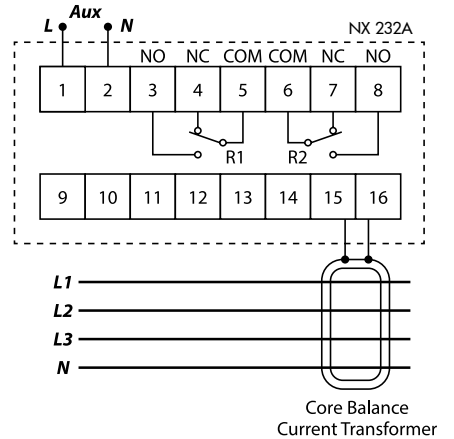 Aux
L N
NX 232A
NO NC COM COM NC NO
1 2 3 4 5 6 7 8
R1 R2
9 10 11 12 13 14 15 16
L1
L2
L3
N
Core Balance
Current Transformer